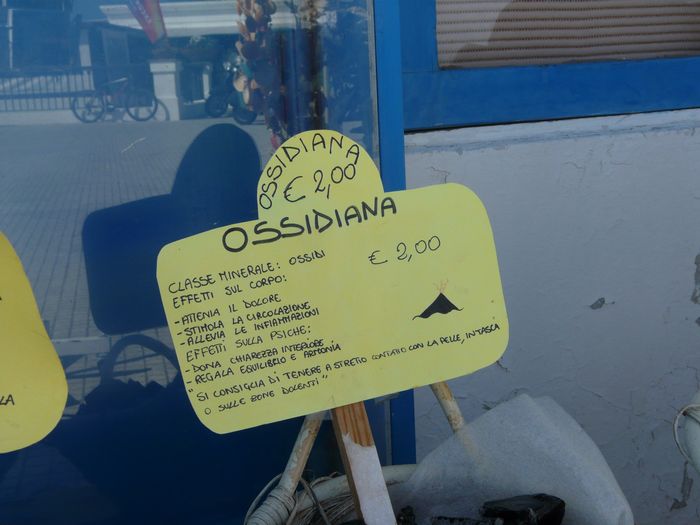 OSSIDIANA
€ 2,00
OSSIDIANA
CLASSE MINERALE: OSSIDI
€ 2,00
EFFETTI SUL CORPO:
- ATTENIA IL DOLORE
- STIMOLA LA CIRCOLAZIONE
- ALLEVIA LE INFIAMMAZIONI
EFFETTI SULLA PSICHE:
- DONA CHIAREZZA INTERIORE
- REGALA EQUILIBRIO E ARMONIA
" SI CONSIGLIA DI TENERE A STRETTO CONTATTO CON LA PELLE, IN TASCA
O SULLE ZONE DOLENTI "
LA